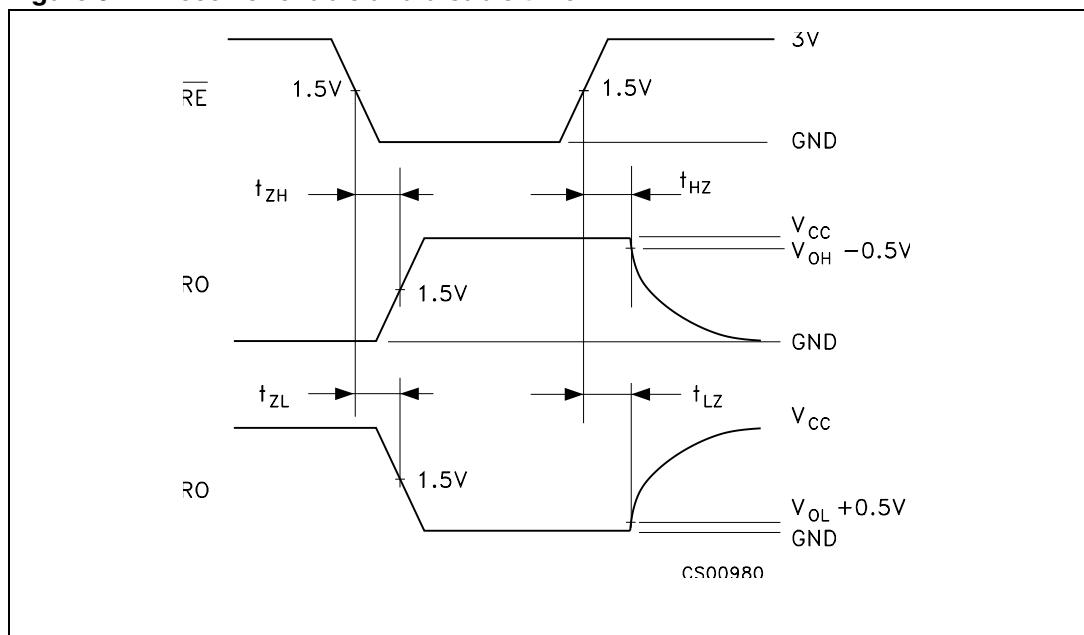 3V
RE
1.5V
1.5V
GND
tZH
tHZ
VCC
VOH −0.5V
RO
1.5V
GND
tZL
tLZ
VCC
1.5V
RO
VOL +0.5V
GND
CS00980